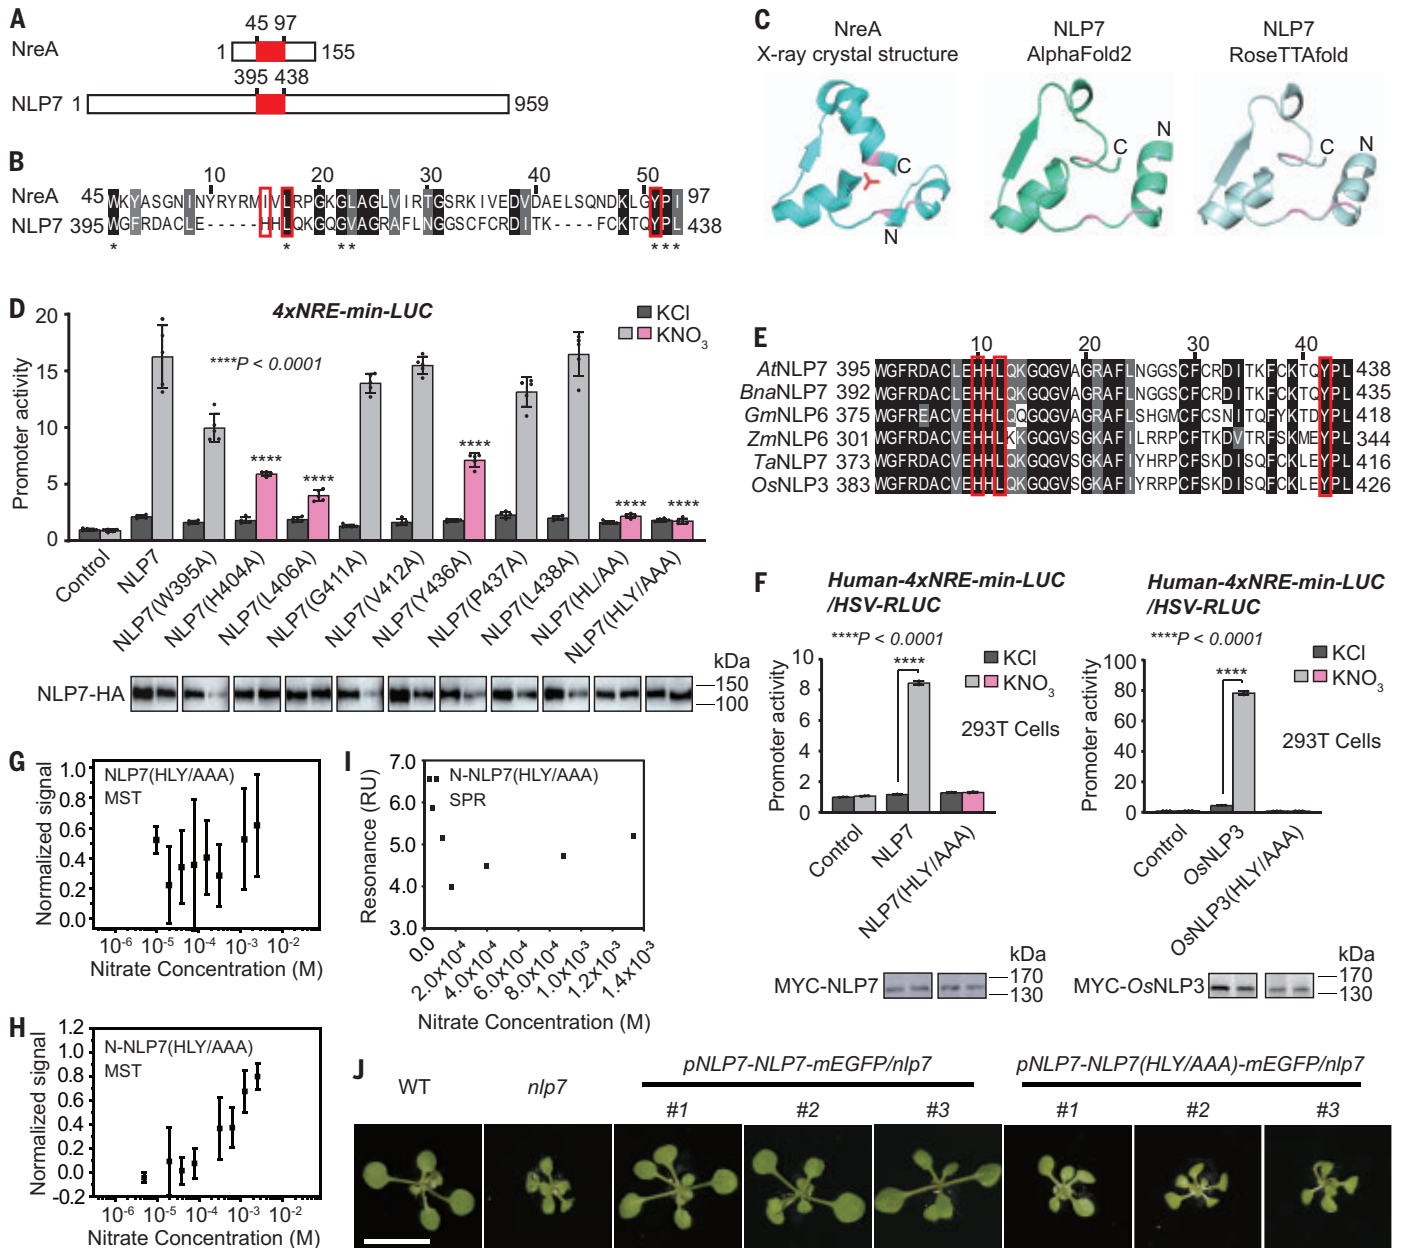 A
45 97
NreA
1
155
395 438
NLP7 1
959
B
10 20 30 40 50
NreA 45 WKYASGNINYRYRMIVLRPGKGLAGLVIRTGSRKIVEDVDAELSQNDKLGYPI 97
NLP7 395 WGFRDACLE-----HHLQKGQGVAGRAFLNGGSCFCRDITK----FCKTQYPL 438
* * ** ***
C
NreA
X-ray crystal structure
NLP7
AlphaFold2
NLP7
RoseTTAfold
C
N
C
N
C
N
D
4xNRE-min-LUC
KCl
KNO3
****P < 0.0001
Promoter activity
20
15
10
5
0
****
****
****
****
****
Control
NLP7
NLP7(W395A)
NLP7(H404A)
NLP7(L406A)
NLP7(G411A)
NLP7(V412A)
NLP7(Y436A)
NLP7(P437A)
NLP7(L438A)
NLP7(HL/AA)
NLP7(HLY/AAA)
NLP7-HA
kDa
150
100
E
10 20 30 40
AtNLP7 395 WGFRDACLEHHLQKGQGVAGRAFLNGGSCFCRDITKFCKTQYPL 438
BnaNLP7 392 WGFRDACLEHHLQKGQGVAGRAFLNGGSCFCRDITKFCKTQYPL 435
GmNLP6 375 WGFREACVEHHLQQGQGVAGRAFLSHGMCFCSNITQFYKTDYPL 418
ZmNLP6 301 WGFRDACVEHHLKKGQGVSGKAFILRRPCFTKDVTRFSKMEYPL 344
TaNLP7 373 WGFRDACVEHHLQKGQGVSGKAFIYHRPCFSKDISQFCKLEYPL 416
OsNLP3 383 WGFRDACVEHHLQKGQGVSGKAFIYRRPCFSKDISQFCKLEYPL 426
F
Human-4xNRE-min-LUC
/HSV-RLUC
****P < 0.0001
KCl
KNO3
293T Cells
Promoter activity
10
8
6
4
2
0
****
Control
NLP7
NLP7(HLY/AAA)
MYC-NLP7
kDa
170
130
Human-4xNRE-min-LUC
/HSV-RLUC
****P < 0.0001
KCl
KNO3
293T Cells
Promoter activity
100
80
60
40
20
0
****
Control
OsNLP3
OsNLP3(HLY/AAA)
MYC-OsNLP3
kDa
170
130
G
NLP7(HLY/AAA)
MST
Normalized signal
1.0
0.8
0.6
0.4
0.2
0.0
10-6 10-5 10-4 10-3 10-2
Nitrate Concentration (M)
H
N-NLP7(HLY/AAA)
MST
Normalized signal
1.2
1.0
0.8
0.6
0.4
0.2
0.0
-0.2
10-6 10-5 10-4 10-3 10-2
Nitrate Concentration (M)
I
N-NLP7(HLY/AAA)
SPR
Resonance (RU)
7.0
6.0
5.0
4.0
3.0
0.0
2.0x10-4
4.0x10-4
6.0x10-4
8.0x10-4
1.0x10-3
1.2x10-3
1.4x10-3
Nitrate Concentration (M)
J
WT
nlp7
pNLP7-NLP7-mEGFP/nlp7
#1 #2 #3
pNLP7-NLP7(HLY/AAA)-mEGFP/nlp7
#1 #2 #3